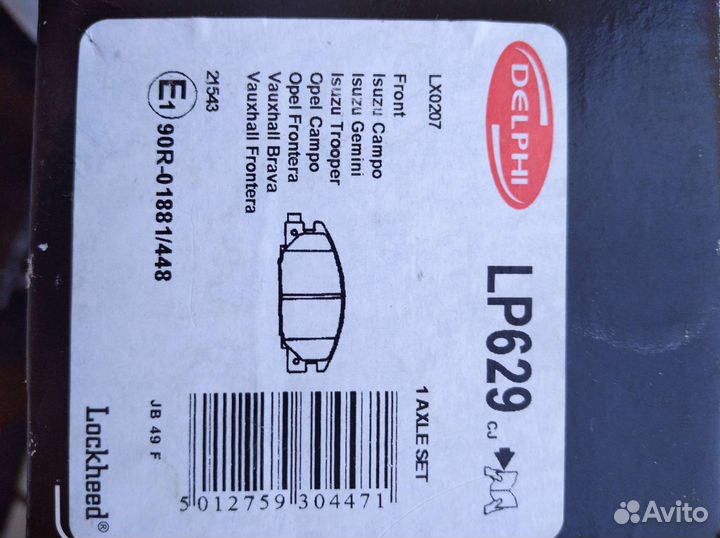 DELPHI
LP629
CJ
LX0207
1 AXLE SET
Front
Isuzu Campo
Isuzu Gemini
Isuzu Trooper
Opel Campo
Opel Frontera
Vauxhall Brava
Vauxhall Frontera
21543
E1 90R-01881/448
JB 49 F
5 012759 304471
Lockheed®
Avito